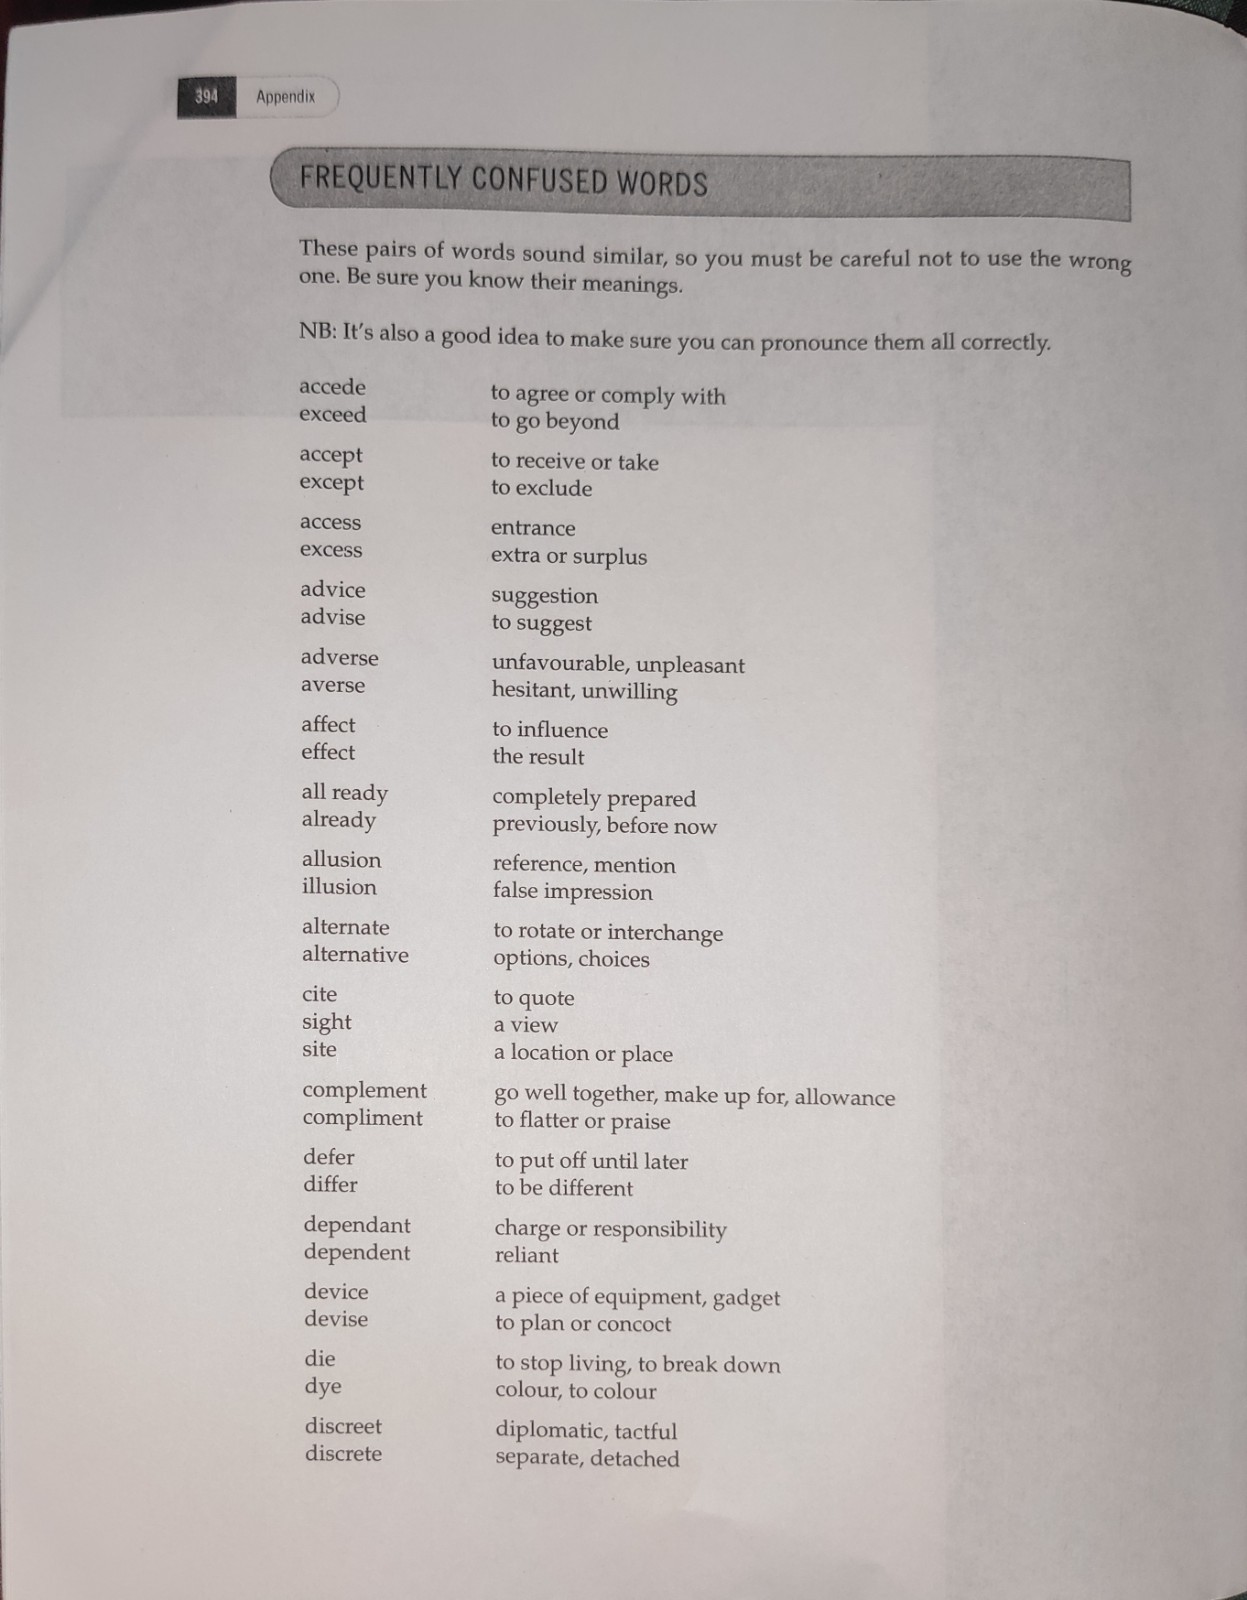 394 Appendix
FREQUENTLY CONFUSED WORDS
These pairs of words sound similar, so you must be careful not to use the wrong
one. Be sure you know their meanings.
NB: It's also a good idea to make sure you can pronounce them all correctly.
accede to agree or comply with
exceed to go beyond
accept to receive or take
except to exclude
access entrance
excess extra or surplus
advice suggestion
advise to suggest
adverse unfavourable, unpleasant
averse hesitant, unwilling
affect to influence
effect the result
all ready completely prepared
already previously, before now
allusion reference, mention
illusion false impression
alternate to rotate or interchange
alternative options, choices
cite to quote
sight a view
site a location or place
complement go well together, make up for, allowance
compliment to flatter or praise
defer to put off until later
differ to be different
dependant charge or responsibility
dependent reliant
device a piece of equipment, gadget
devise to plan or concoct
die to stop living, to break down
dye colour, to colour
discreet diplomatic, tactful
discrete separate, detached